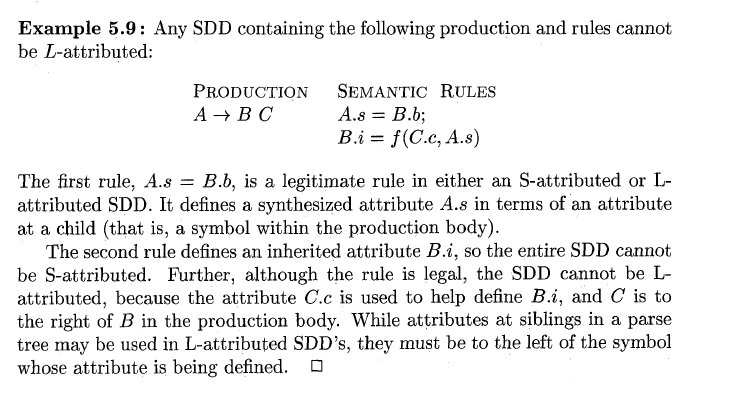 Example 5.9: Any SDD containing the following production and rules cannot
be L-attributed:
PRODUCTION SEMANTIC RULES
A → B C A.s = B.b;
B.i = f(C.c, A.s)
The first rule, A.s = B.b, is a legitimate rule in either an S-attributed or L-
attributed SDD. It defines a synthesized attribute A.s in terms of an attribute
at a child (that is, a symbol within the production body).
The second rule defines an inherited attribute B.i, so the entire SDD cannot
be S-attributed. Further, although the rule is legal, the SDD cannot be L-
attributed, because the attribute C.c is used to help define B.i, and C is to
the right of B in the production body. While attributes at siblings in a parse
tree may be used in L-attributed SDD's, they must be to the left of the symbol
whose attribute is being defined. □